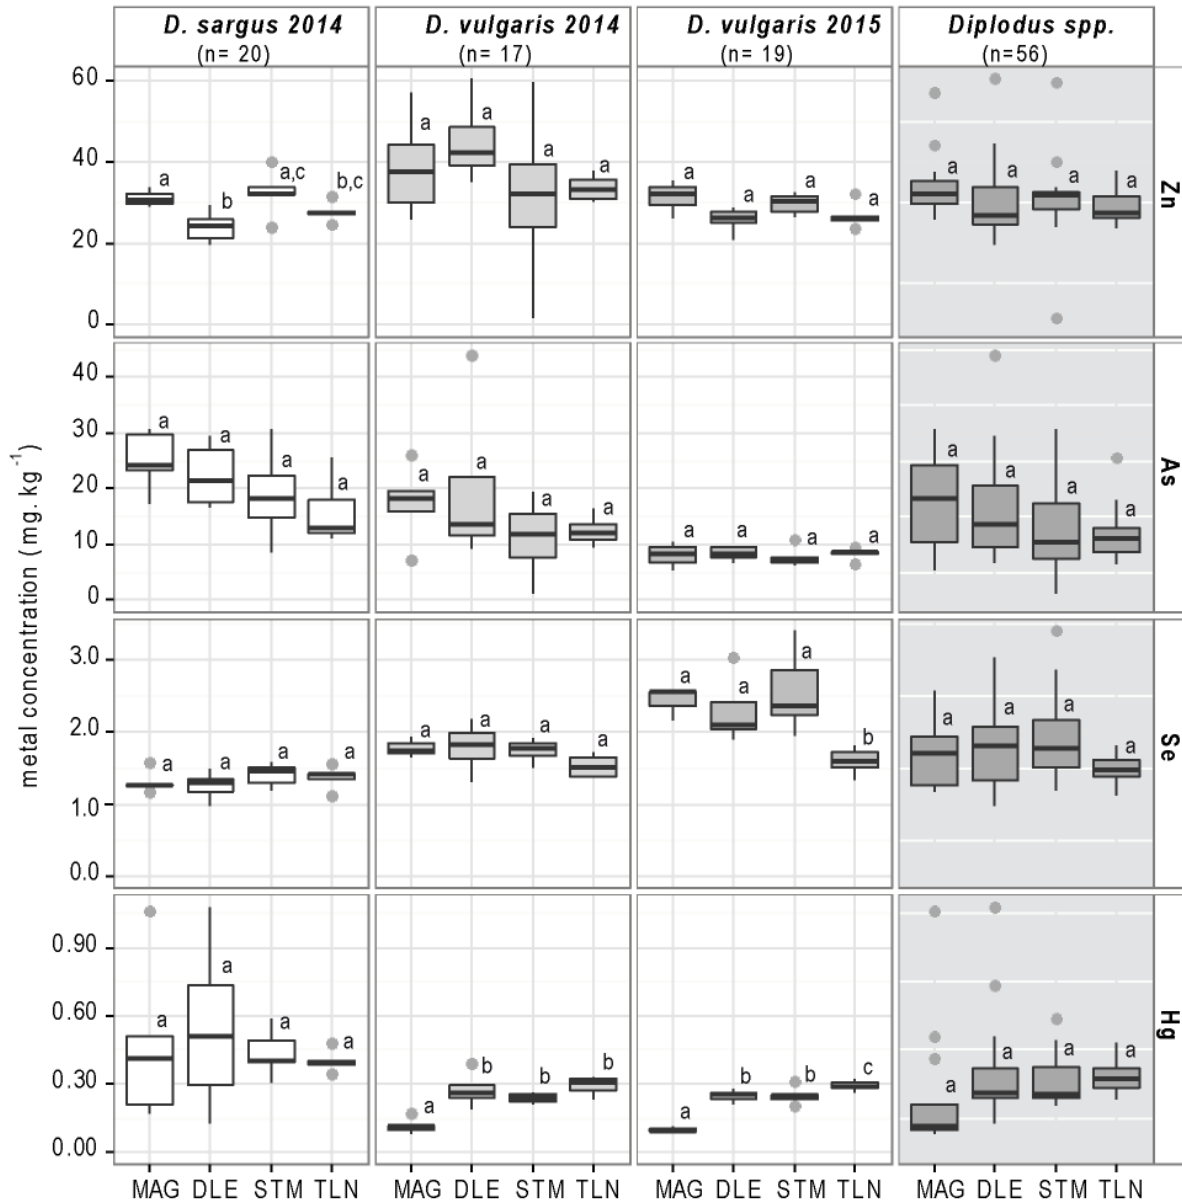 D. sargus 2014 D. vulgaris 2014 D. vulgaris 2015 Diplodus spp.
(n= 20) (n= 17) (n= 19) (n=56)
metal concentration (mg. kg -1)
60
40
20
0
a b a,c b,c
a a a a
a a a a
a a a a
Zn
40
30
20
10
0
a a a a
a a a a
a a a a
a a a a
As
3.0
2.0
1.0
0.0
a a a a
a a a a
a a a b
a a a a
Se
0.90
0.60
0.30
0.00
a a a a
a b b b
a b b c
a a a a
Hg
MAG DLE STM TLN MAG DLE STM TLN MAG DLE STM TLN MAG DLE STM TLN